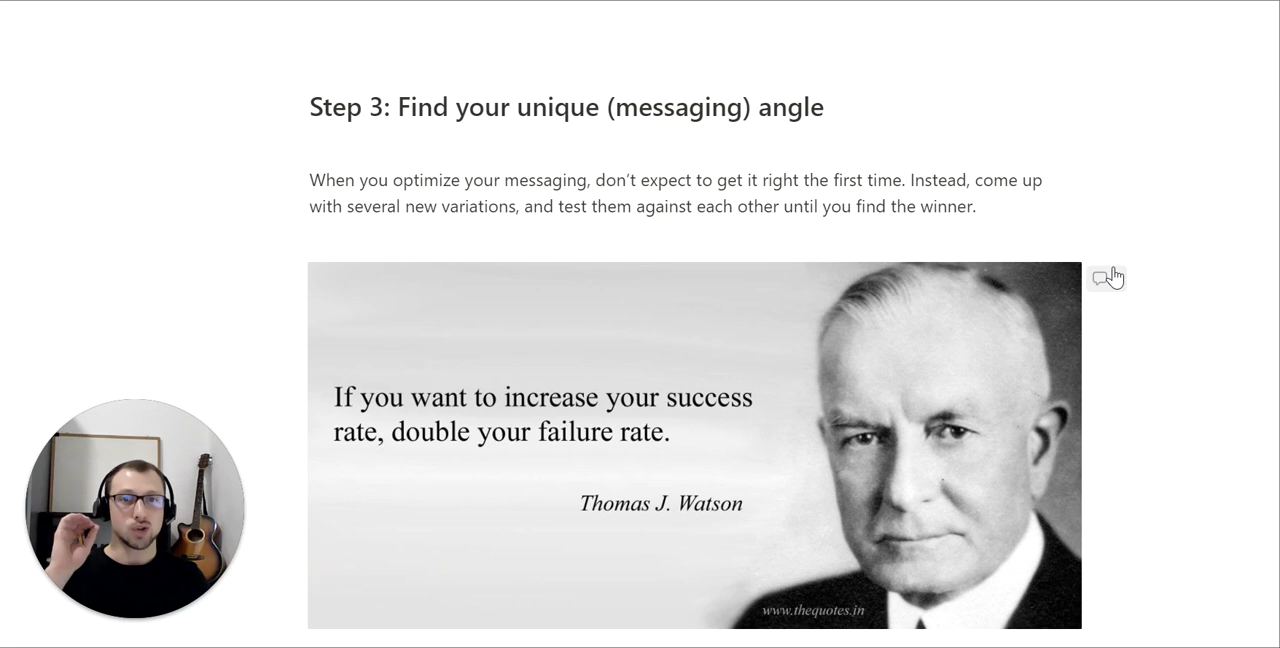 Step 3: Find your unique (messaging) angle
When you optimize your messaging, don’t expect to get it right the first time. Instead, come up
with several new variations, and test them against each other until you find the winner.
If you want to increase your success
rate, double your failure rate.
Thomas J. Watson
www.thequotes.in